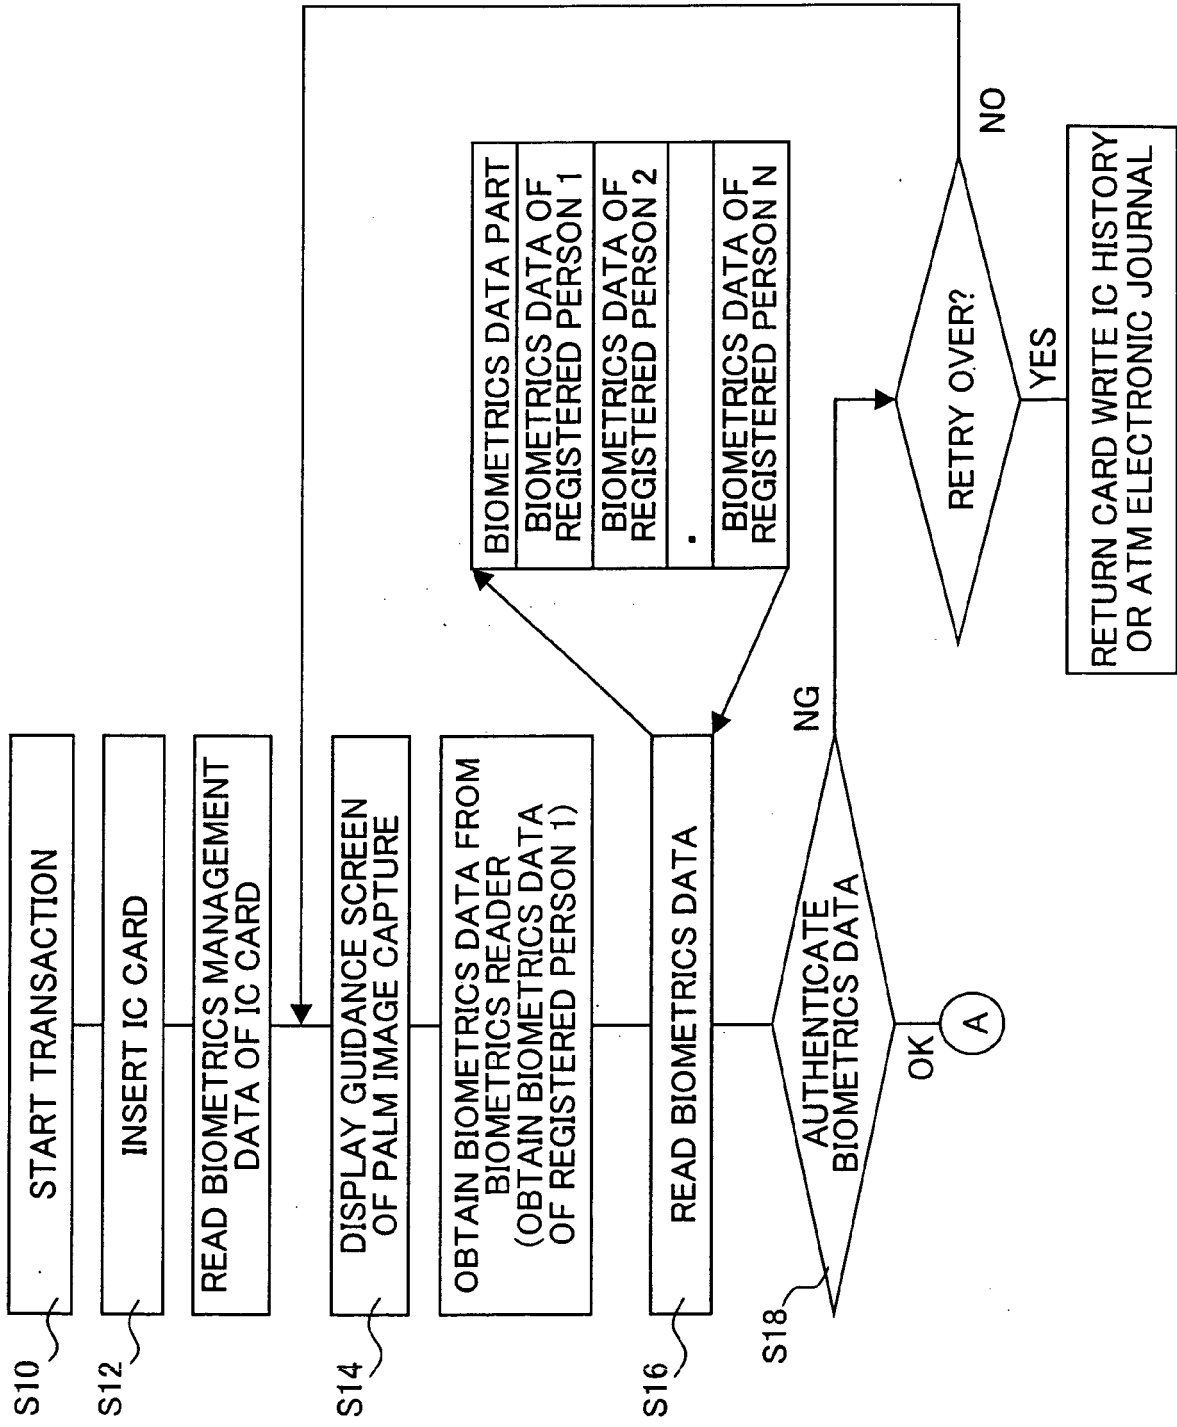 S10
START TRANSACTION
S12
INSERT IC CARD
READ BIOMETRICS MANAGEMENT
DATA OF IC CARD
S14
DISPLAY GUIDANCE SCREEN
OF PALM IMAGE CAPTURE
OBTAIN BIOMETRICS DATA FROM
BIOMETRICS READER
(OBTAIN BIOMETRICS DATA
OF REGISTERED PERSON 1)
S16
READ BIOMETRICS DATA
BIOMETRICS DATA PART
BIOMETRICS DATA OF
REGISTERED PERSON 1
BIOMETRICS DATA OF
REGISTERED PERSON 2
.
BIOMETRICS DATA OF
REGISTERED PERSON N
S18
AUTHENTICATE
BIOMETRICS DATA
NG
OK
A
RETRY OVER?
NO
YES
RETURN CARD WRITE IC HISTORY
OR ATM ELECTRONIC JOURNAL